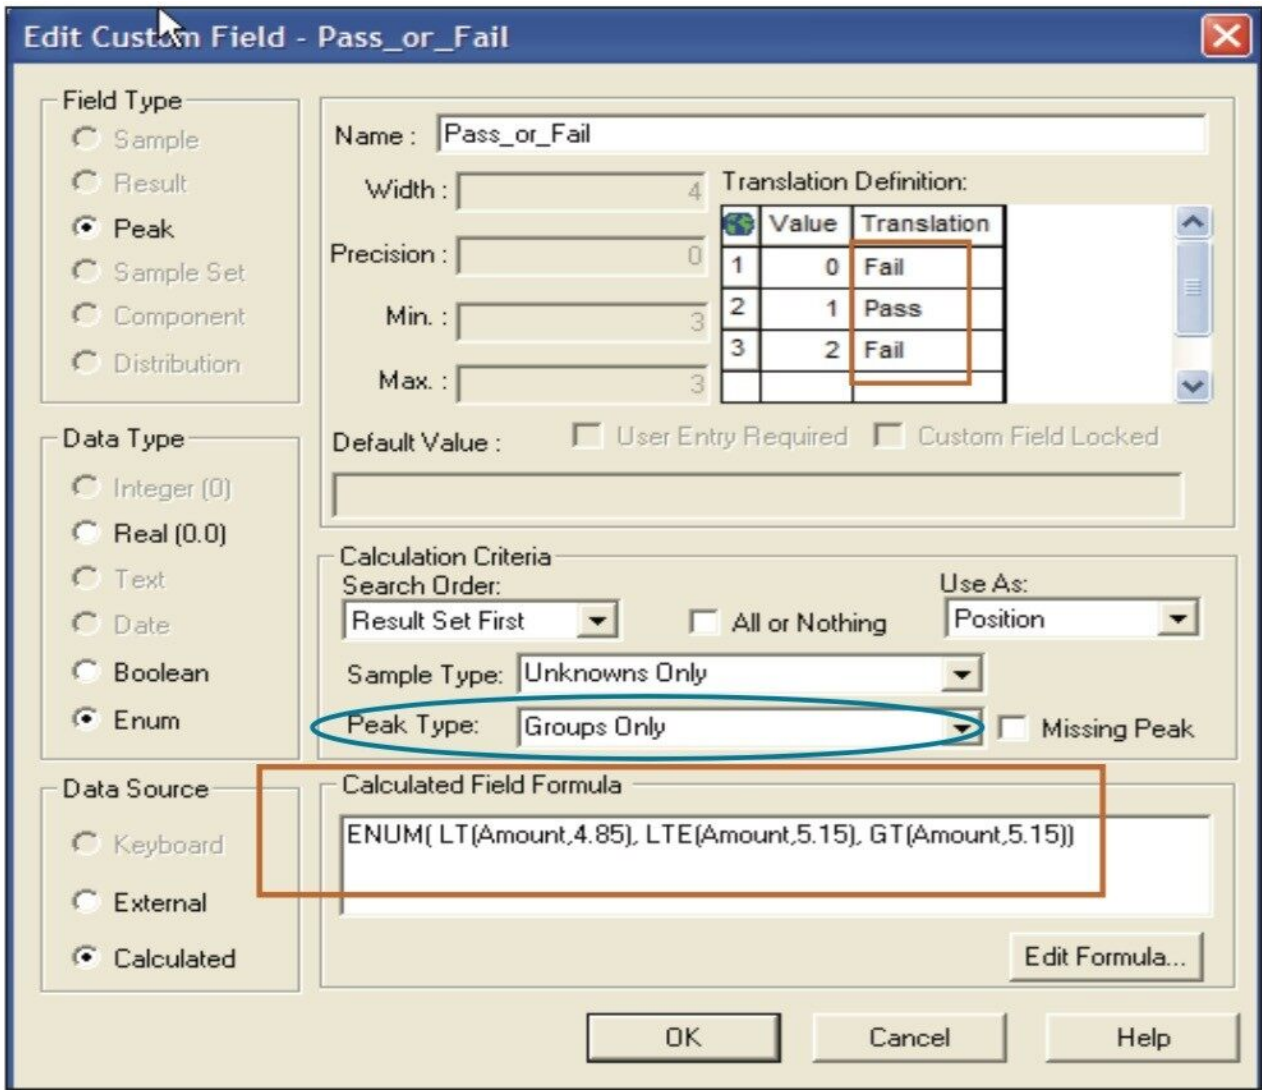 Edit Custom Field - Pass_or_Fail
Field Type
Sample
Result
Peak
Sample Set
Component
Distribution
Name : Pass_or_Fail
Width : 4
Precision : 0
Min. : 3
Max. : 3
Translation Definition:
Value Translation
1 0 Fail
2 1 Pass
3 2 Fail
Default Value : User Entry Required Custom Field Locked
Data Type
Integer (0)
Real (0.0)
Text
Date
Boolean
Enum
Calculation Criteria
Search Order: Use As:
Result Set First All or Nothing Position
Sample Type: Unknowns Only
Peak Type: Groups Only Missing Peak
Data Source
Keyboard
External
Calculated
Calculated Field Formula
ENUM( LT(Amount,4.85), LTE(Amount,5.15), GT(Amount,5.15))
Edit Formula...
OK Cancel Help